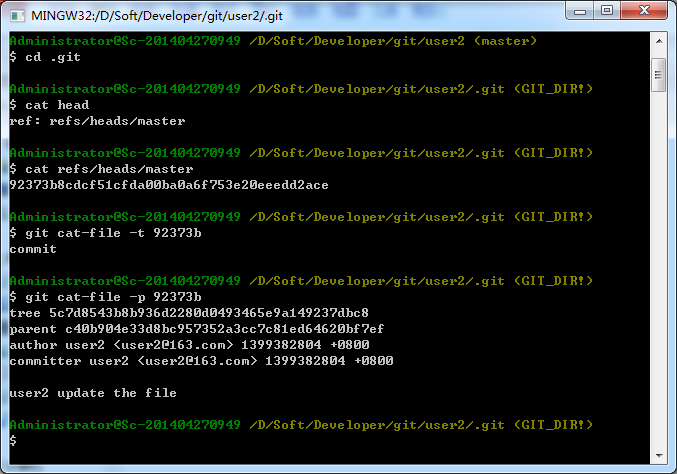 MINGW32:/D/Soft/Developer/git/user2/.git
Administrator@Sc-201404270949 /D/Soft/Developer/git/user2 (master)
$ cd .git
Administrator@Sc-201404270949 /D/Soft/Developer/git/user2/.git (GIT_DIR!)
$ cat head
ref: refs/heads/master
Administrator@Sc-201404270949 /D/Soft/Developer/git/user2/.git (GIT_DIR!)
$ cat refs/heads/master
92373b8cdcf51cfda00ba0a6f753e20eeedd2ace
Administrator@Sc-201404270949 /D/Soft/Developer/git/user2/.git (GIT_DIR!)
$ git cat-file -t 92373b
commit
Administrator@Sc-201404270949 /D/Soft/Developer/git/user2/.git (GIT_DIR!)
$ git cat-file -p 92373b
tree 5c7d8543b8b936d2280d0493465e9a149237dbc8
parent c40b904e33d8bc957352a3cc7c81ed64620bf7ef
author user2 <user2@163.com> 1399382804 +0800
committer user2 <user2@163.com> 1399382804 +0800
user2 update the file
Administrator@Sc-201404270949 /D/Soft/Developer/git/user2/.git (GIT_DIR!)
$